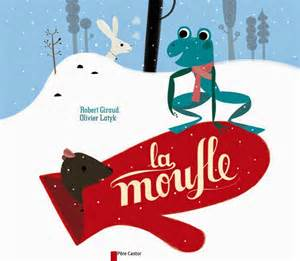 Robert Giraud
Olivier Latyk
la
moufle
Père Castor